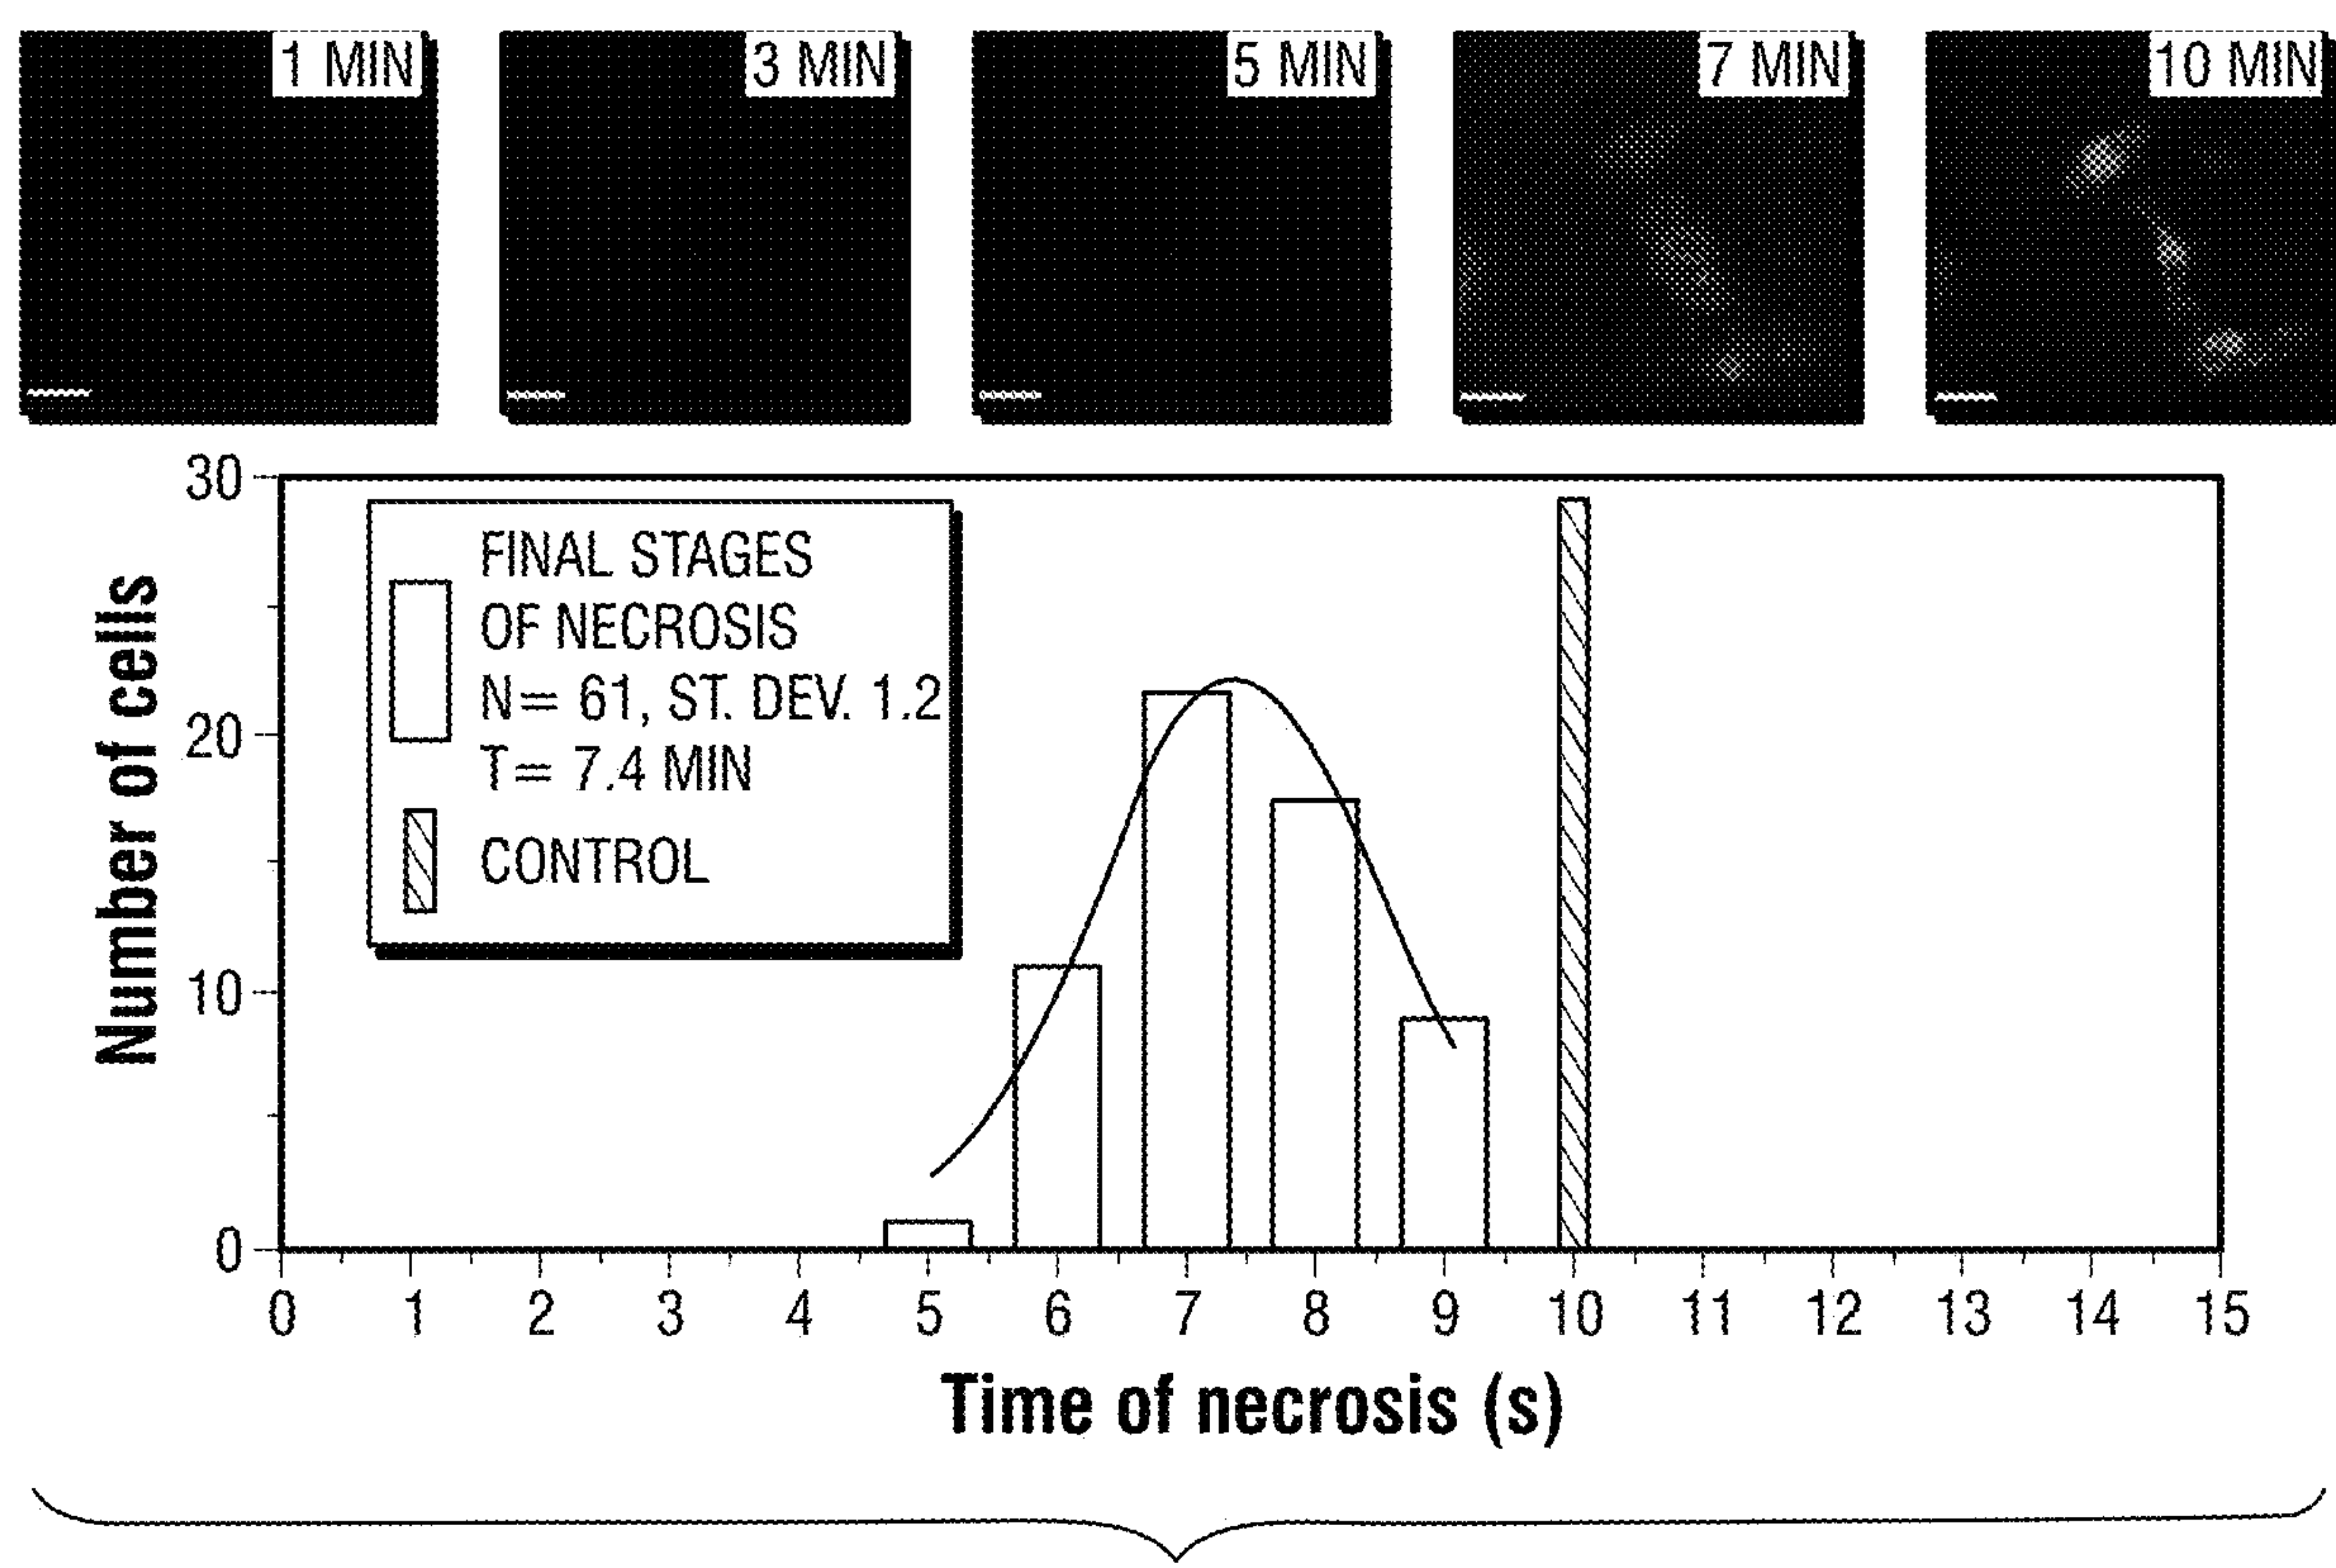 1 MIN
3 MIN
5 MIN
7 MIN
10 MIN
30
20
10
0
Number of cells
FINAL STAGES
OF NECROSIS
N= 61, ST. DEV. 1.2
T= 7.4 MIN
CONTROL
0 1 2 3 4 5 6 7 8 9 10 11 12 13 14 15
Time of necrosis (s)